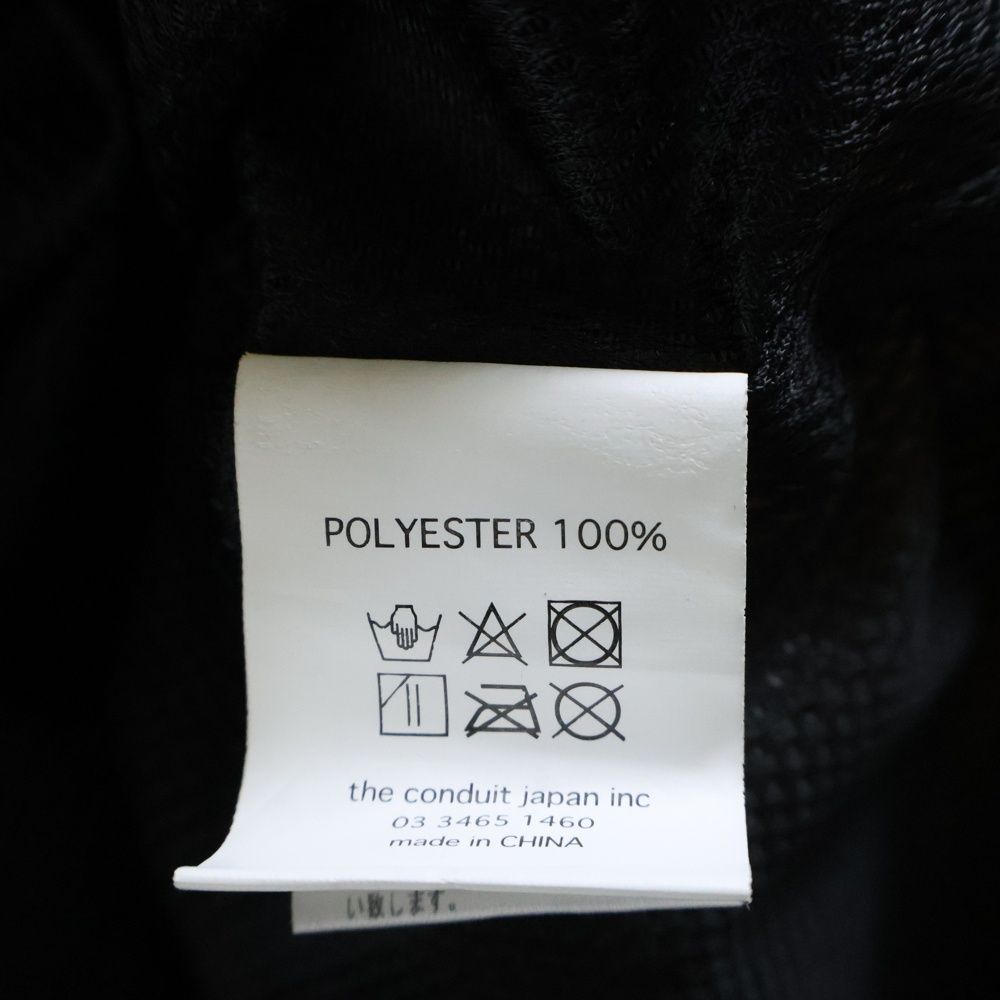 POLYESTER 100%
the conduit japan inc
03 3465 1460
made in CHINA
い致します。